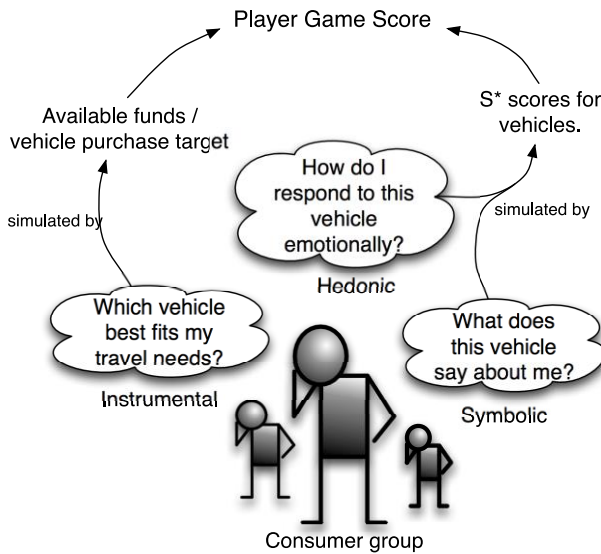 Player Game Score
Available funds /
vehicle purchase target
S* scores for
vehicles.
How do I
respond to this
vehicle
emotionally?
simulated by
simulated by
Hedonic
Which vehicle
best fits my
travel needs?
What does
this vehicle
say about me?
Instrumental
Symbolic
Consumer group